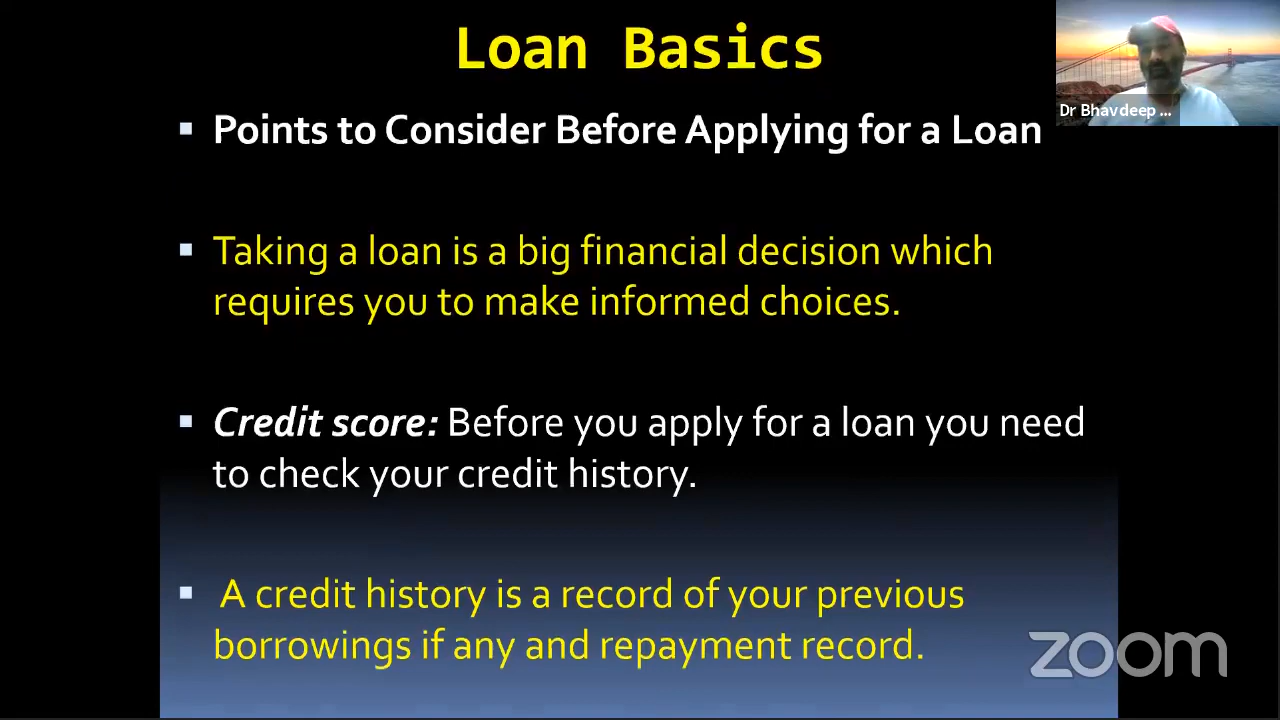 Loan Basics
Dr Bhavdeep ...
Points to Consider Before Applying for a Loan
Taking a loan is a big financial decision which
requires you to make informed choices.
Credit score: Before you apply for a loan you need
to check your credit history.
A credit history is a record of your previous
borrowings if any and repayment record.
zoom